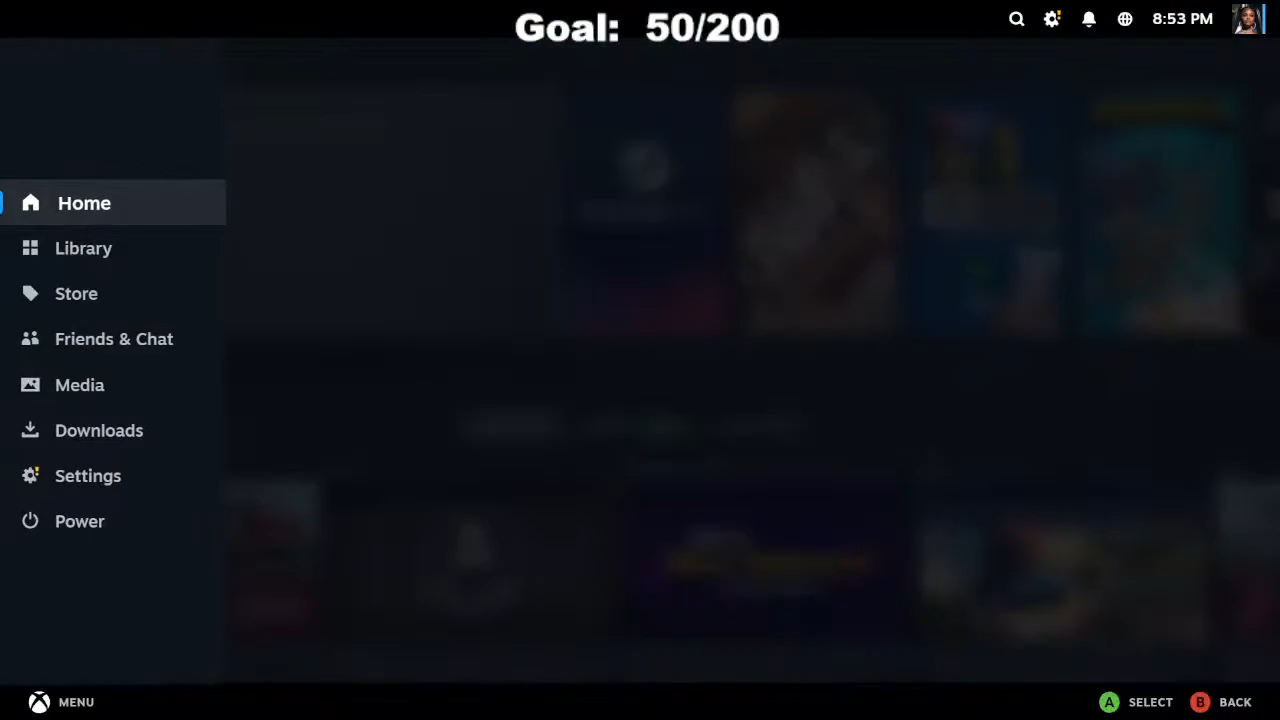 Goal: 50/200
8:53 PM
Home
Library
Store
Friends & Chat
Media
Downloads
Settings
Power
MENU
A SELECT B BACK